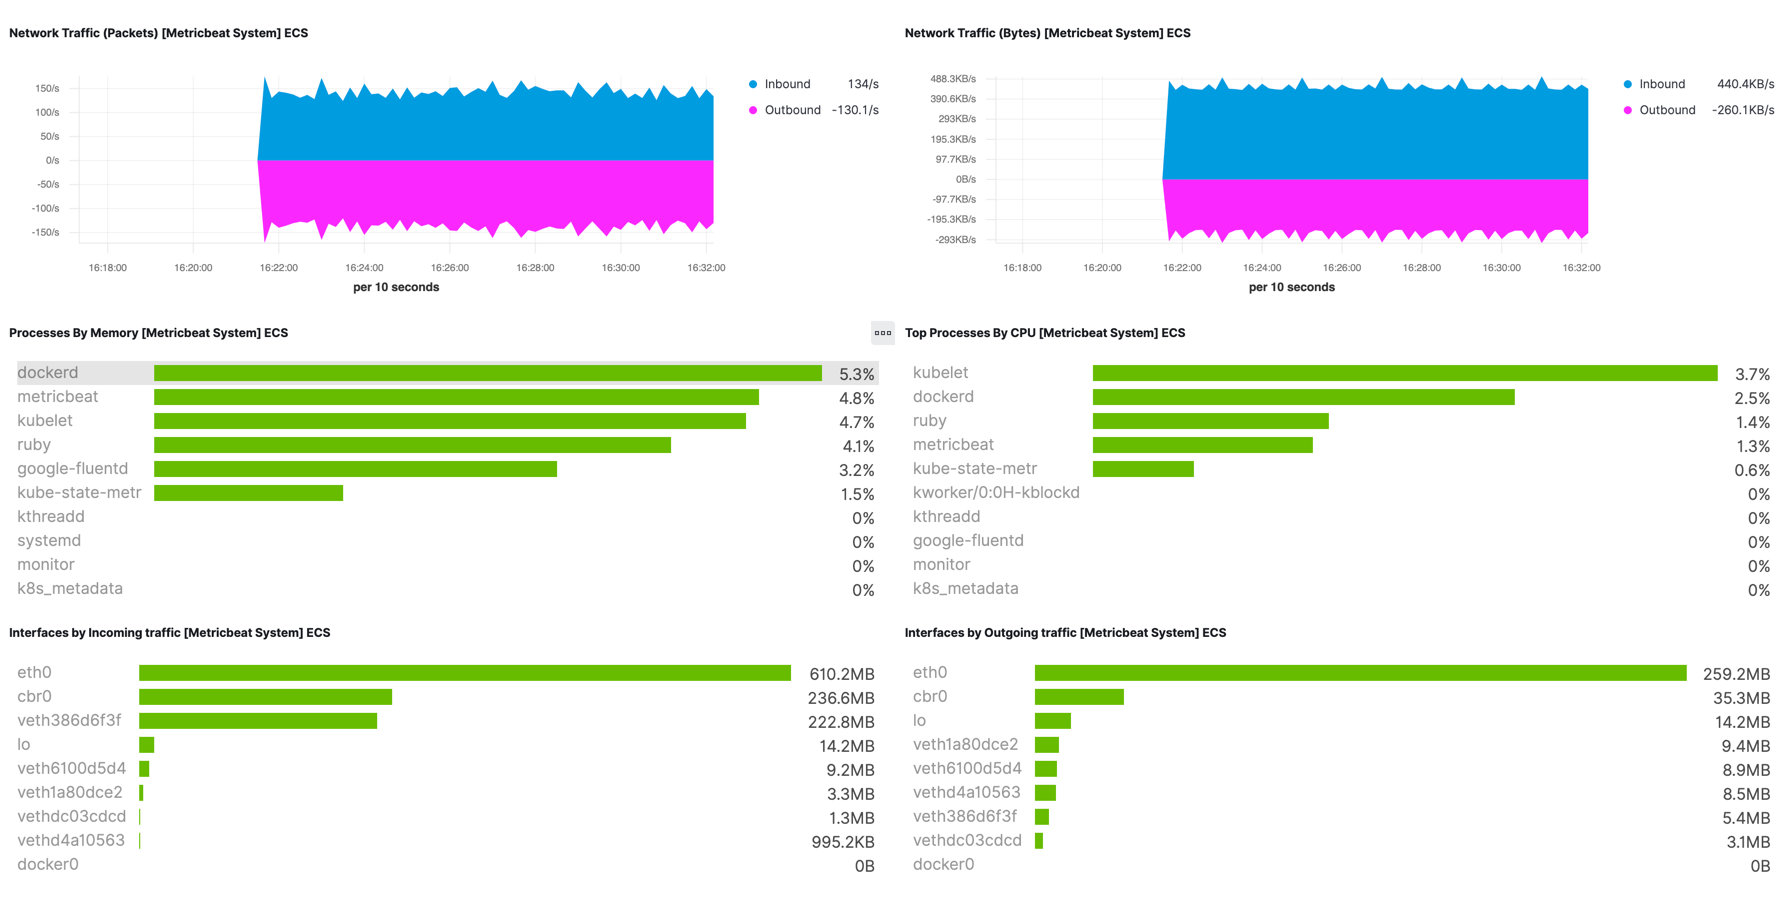 Network Traffic (Packets) [Metricbeat System] ECS
150/s
100/s
50/s
0/s
-50/s
-100/s
-150/s
16:18:00 16:20:00 16:22:00 16:24:00 16:26:00 16:28:00 16:30:00 16:32:00
per 10 seconds
Inbound 134/s
Outbound -130.1/s
Network Traffic (Bytes) [Metricbeat System] ECS
488.3KB/s
390.6KB/s
293KB/s
195.3KB/s
97.7KB/s
0B/s
-97.7KB/s
-195.3KB/s
-293KB/s
16:18:00 16:20:00 16:22:00 16:24:00 16:26:00 16:28:00 16:30:00 16:32:00
per 10 seconds
Inbound 440.4KB/s
Outbound -260.1KB/s
Processes By Memory [Metricbeat System] ECS
dockerd 5.3%
metricbeat 4.8%
kubelet 4.7%
ruby 4.1%
google-fluentd 3.2%
kube-state-metr 1.5%
kthreadd 0%
systemd 0%
monitor 0%
k8s_metadata 0%
Top Processes By CPU [Metricbeat System] ECS
kubelet 3.7%
dockerd 2.5%
ruby 1.4%
metricbeat 1.3%
kube-state-metr 0.6%
kworker/0:0H-kblockd 0%
kthreadd 0%
google-fluentd 0%
monitor 0%
k8s_metadata 0%
Interfaces by Incoming traffic [Metricbeat System] ECS
eth0 610.2MB
cbr0 236.6MB
veth386d6f3f 222.8MB
lo 14.2MB
veth6100d5d4 9.2MB
veth1a80dce2 3.3MB
vethdc03cdcd 1.3MB
vethd4a10563 995.2KB
docker0 0B
Interfaces by Outgoing traffic [Metricbeat System] ECS
eth0 259.2MB
cbr0 35.3MB
lo 14.2MB
veth1a80dce2 9.4MB
veth6100d5d4 8.9MB
vethd4a10563 8.5MB
veth386d6f3f 5.4MB
vethdc03cdcd 3.1MB
docker0 0B